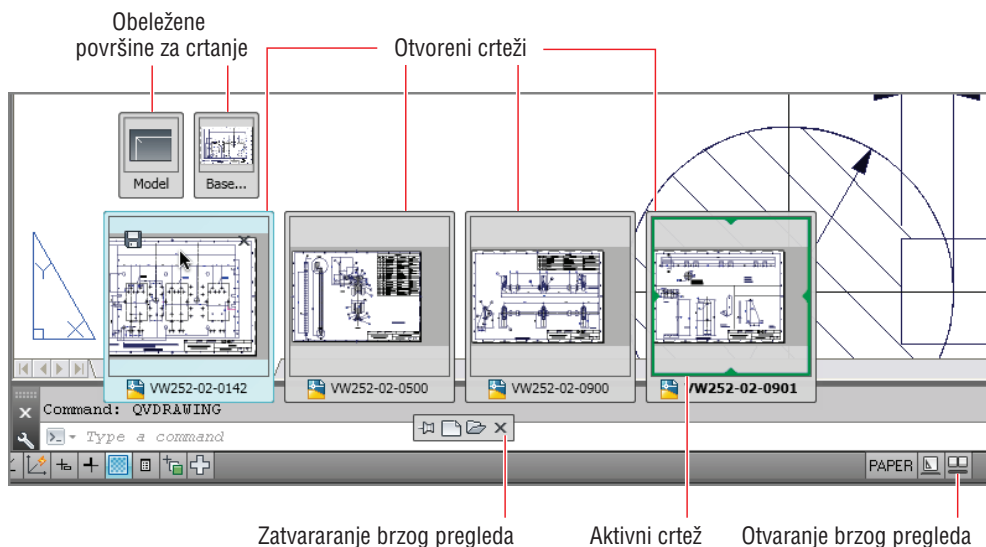 Obeležene
površine za crtanje
Otvoreni crteži
Model
Base...
Y
X
VW252-02-0142
VW252-02-0500
VW252-02-0900
VW252-02-0901
Command: QVDRAWING
Type a command
PAPER
Zatvararanje brzog pregleda
Aktivni crtež
Otvaranje brzog pregleda